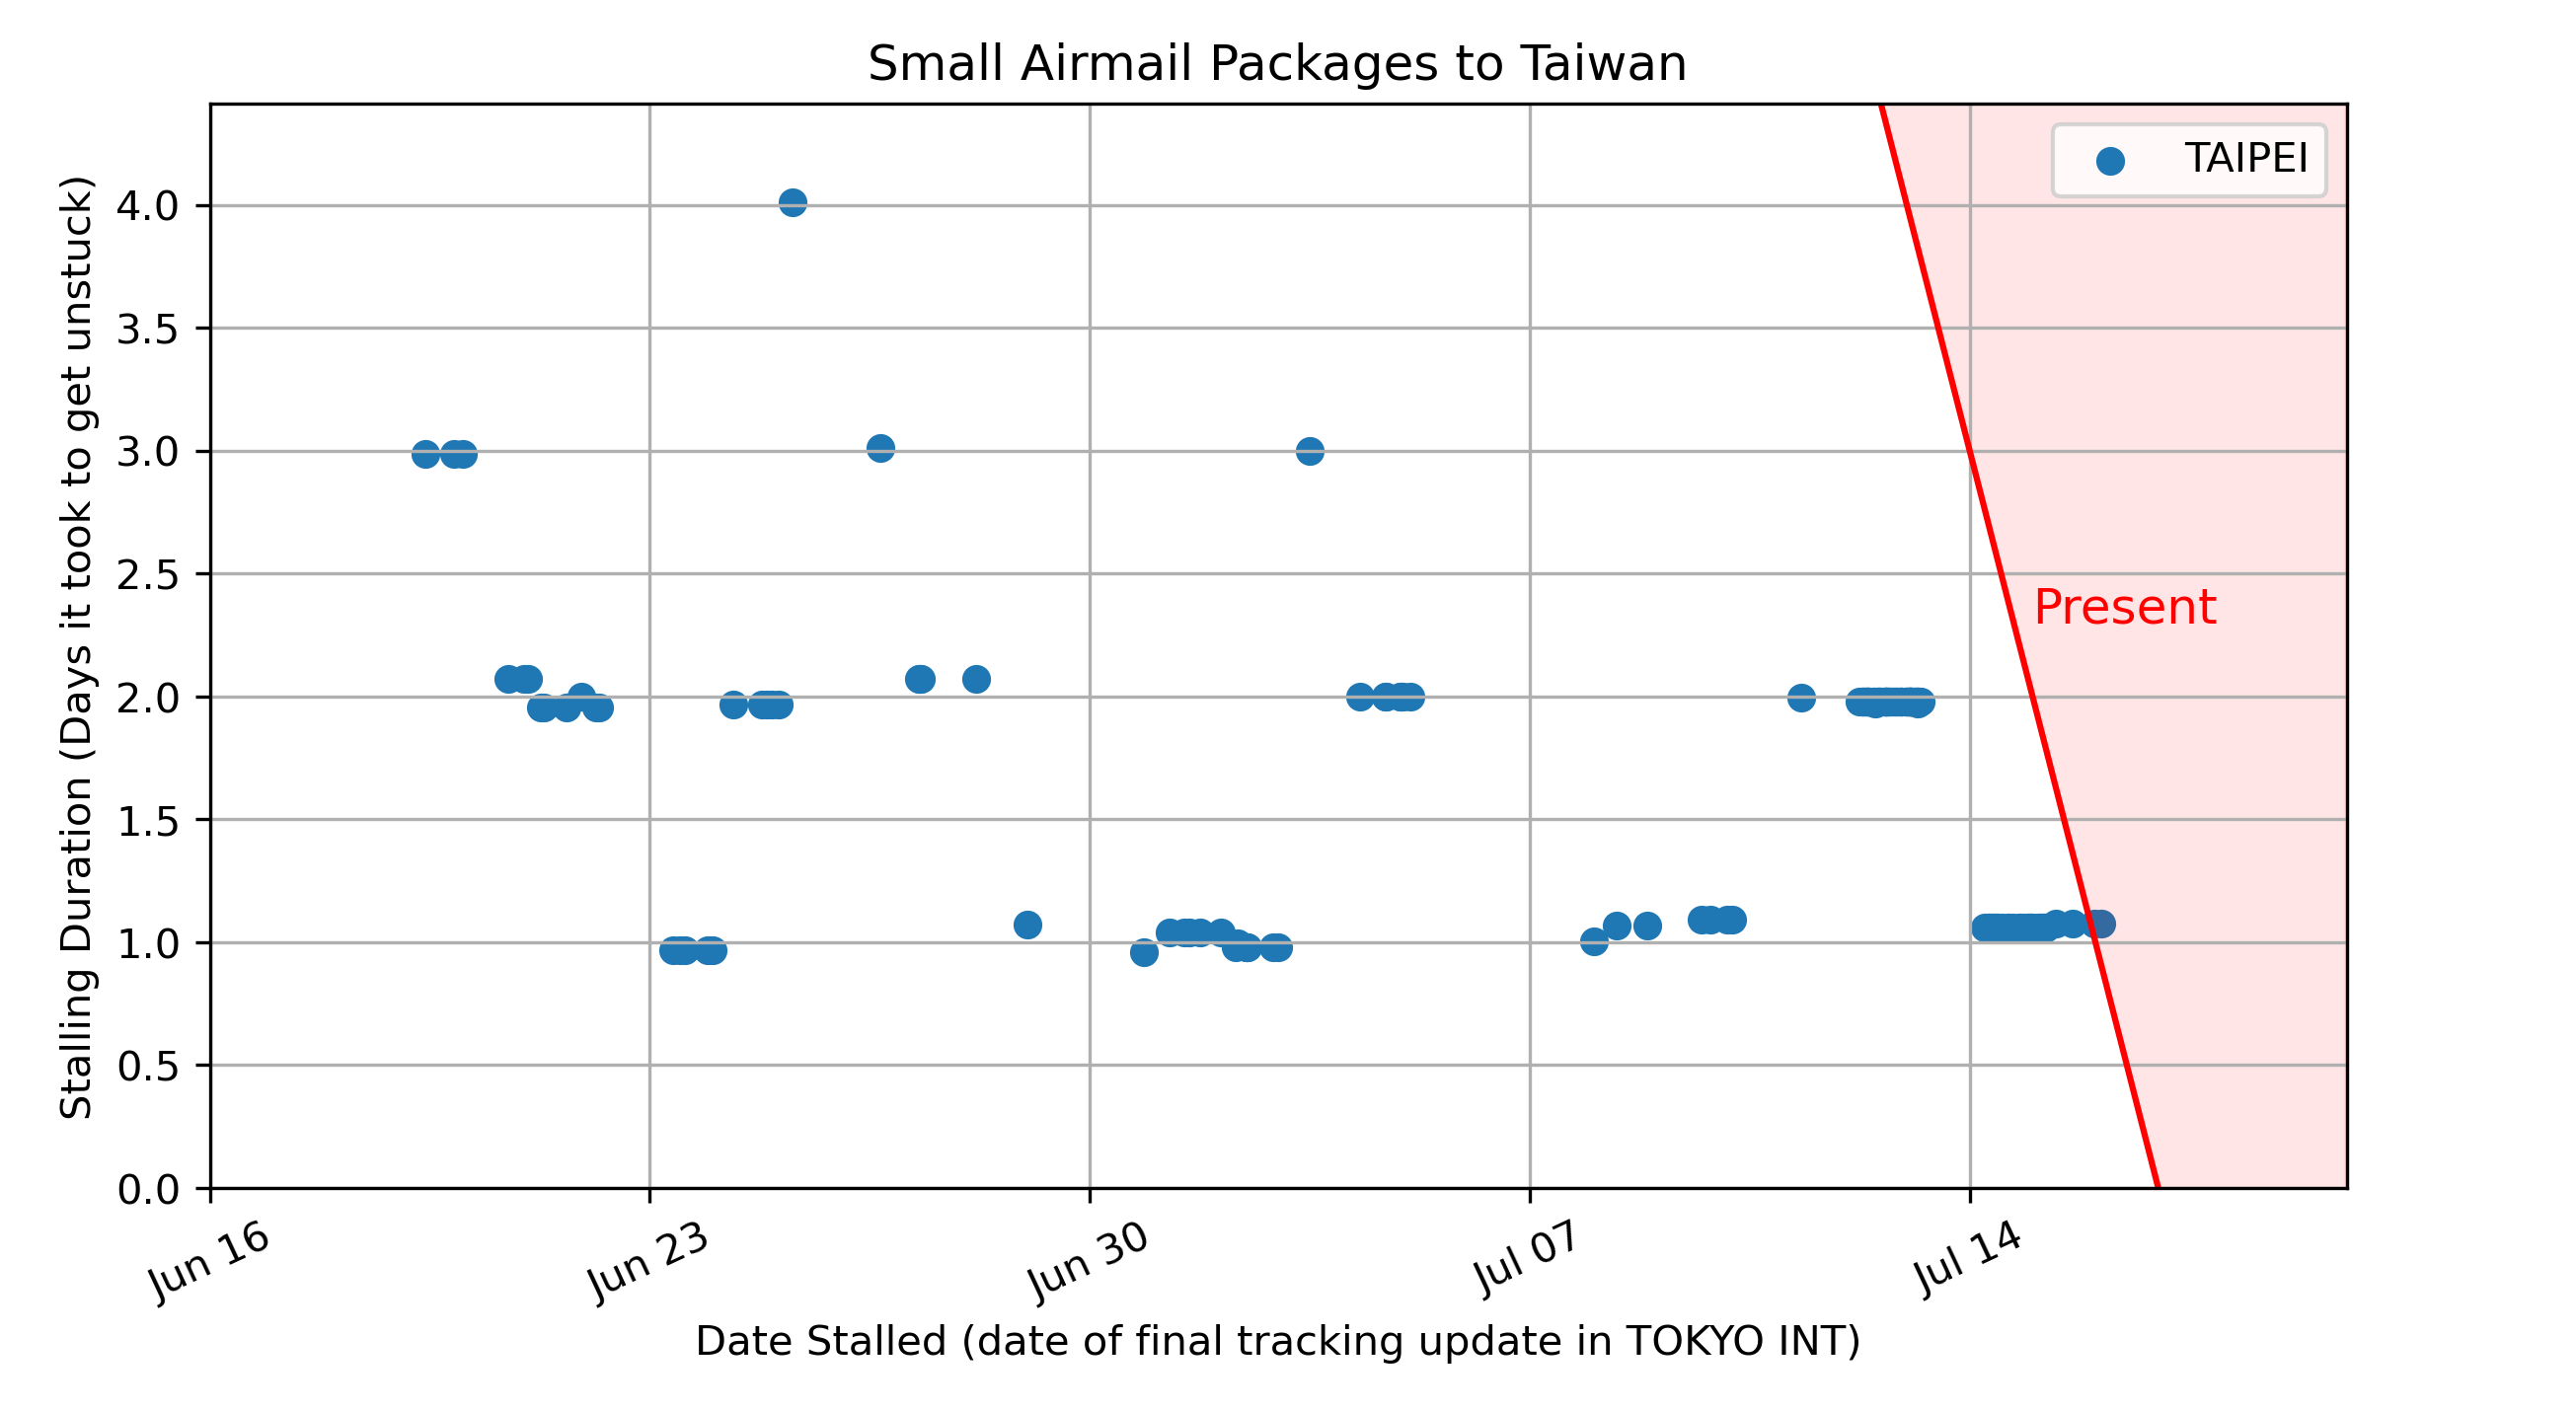 Small Airmail Packages to Taiwan
TAIPEI
Stalling Duration (Days it took to get unstuck)
4.0
3.5
3.0
2.5
2.0
1.5
1.0
0.5
0.0
Present
Jun 16
Jun 23
Jun 30
Jul 07
Jul 14
Date Stalled (date of final tracking update in TOKYO INT)